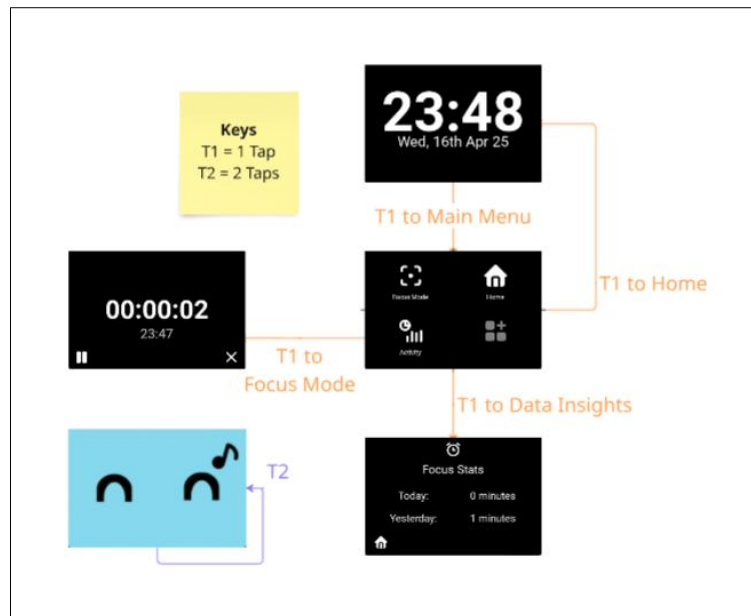 Keys
T1 = 1 Tap
T2 = 2 Taps
23:48
Wed, 16th Apr 25
T1 to Main Menu
Focus Mode
Home
Activity
T1 to Home
00:00:02
23:47
T1 to
Focus Mode
T1 to Data Insights
T2
Focus Stats
Today: 0 minutes
Yesterday: 1 minutes